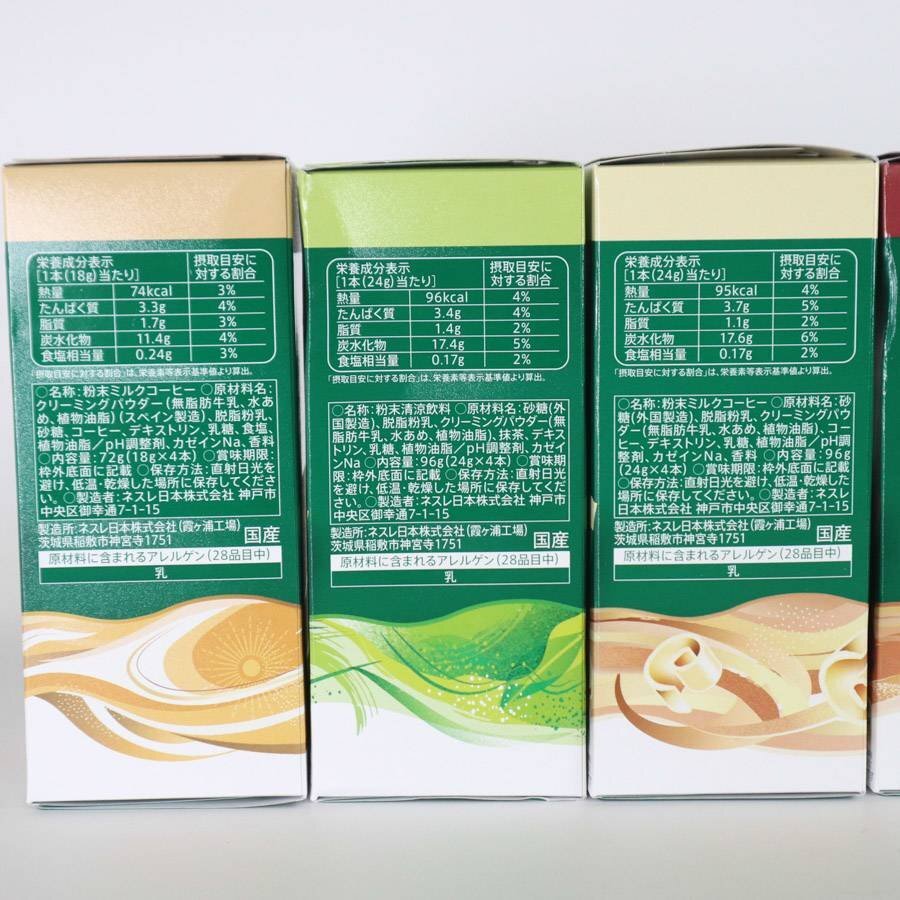 栄養成分表示
[1本(18g)当たり]
摂取目安に
対する割合
熱量 74kcal 3%
たんぱく質 3.3g 4%
脂質 1.7g 3%
炭水化物 11.4g 4%
食塩相当量 0.24g 3%
「摂取目安に対する割合」は、栄養素等表示基準値より算出。
○名称：粉末ミルクコーヒー ○原材料名：
クリーミングパウダー（無脂肪牛乳、水あ
め、植物油脂）（スペイン製造）、脱脂粉乳、
砂糖、コーヒー、デキストリン、乳糖、食塩、
植物油脂／pH調整剤、カゼインNa、香料
○内容量：72g（18g×4本）○賞味期限：
枠外底面に記載 ○保存方法：直射日光を
避け、低温・乾燥した場所に保存してくださ
い。○製造者：ネスレ日本株式会社 神戸市
中央区御幸通7-1-15
製造所：ネスレ日本株式会社（霞ヶ浦工場）
茨城県稲敷市神宮寺1751
国産
原材料に含まれるアレルゲン（28品目中）
乳
栄養成分表示
[1本(24g)当たり]
摂取目安に
対する割合
熱量 96kcal 4%
たんぱく質 3.4g 4%
脂質 1.4g 2%
炭水化物 17.4g 5%
食塩相当量 0.17g 2%
「摂取目安に対する割合」は、栄養素等表示基準値より算出。
○名称：粉末清涼飲料 ○原材料名：砂糖（外
国製造）、脱脂粉乳、クリーミングパウダー（無
脂肪牛乳、水あめ、植物油脂）、抹茶、デキス
トリン、乳糖、植物油脂／pH調整剤、カゼイ
ンNa ○内容量：96g（24g×4本）○賞味期
限：枠外底面に記載 ○保存方法：直射日光
を避け、低温・乾燥した場所に保存してくださ
い。○製造者：ネスレ日本株式会社 神戸市
中央区御幸通7-1-15
製造所：ネスレ日本株式会社（霞ヶ浦工場）
茨城県稲敷市神宮寺1751
国産
原材料に含まれるアレルゲン（28品目中）
乳
栄養成分表示
[1本(24g)当たり]
摂取目安に
対する割合
熱量 95kcal 4%
たんぱく質 3.7g 5%
脂質 1.1g 2%
炭水化物 17.6g 6%
食塩相当量 0.17g 2%
「摂取目安に対する割合」は、栄養素等表示基準値より算出。
○名称：粉末ミルクコーヒー ○原材料名：砂
糖（外国製造）、脱脂粉乳、クリーミングパウ
ダー（無脂肪牛乳、水あめ、植物油脂）、コー
ヒー、デキストリン、乳糖、植物油脂／pH調
整剤、カゼインNa、香料 ○内容量：96g
（24g×4本）○賞味期限：枠外底面に記載
○保存方法：直射日光を避け、低温・乾燥した
場所に保存してください。○製造者：ネスレ
日本株式会社 神戸市中央区御幸通7-1-15
製造所：ネスレ日本株式会社（霞ヶ浦工場）
茨城県稲敷市神宮寺1751
国産
原材料に含まれるアレルゲン（28品目中）
乳